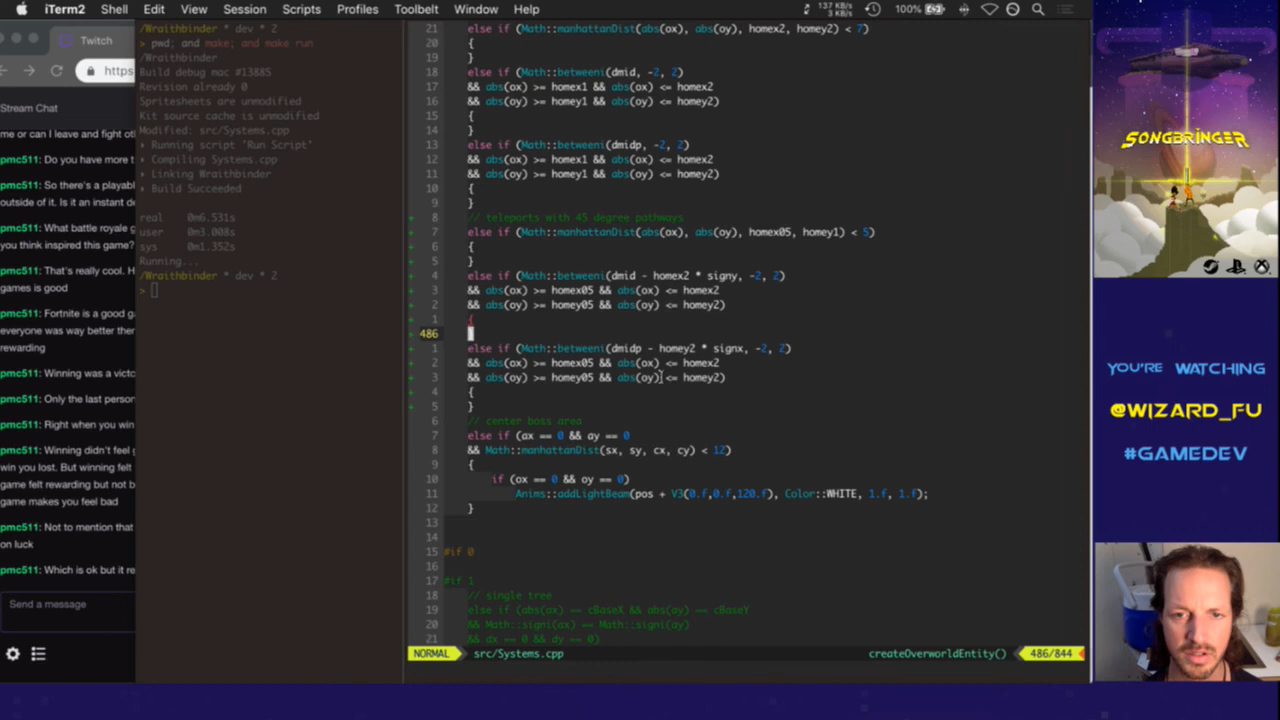 iTerm2 Shell Edit View Session Scripts Profiles Toolbelt Window Help
137 KB/s
3 KB/s
100%
Twitch
https
Stream Chat
me or can I leave and fight oth
pmc511: Do you have more t
pmc511: So there's a playabl
outside of it. Is it an instant de
pmc511: What battle royale g
you think inspired this game?
pmc511: That's really cool. H
games is good
pmc511: Fortnite is a good ga
everyone was way better then
rewarding
pmc511: Winning was a victo
pmc511: Only the last person
pmc511: Right when you win
pmc511: Winning didn't feel g
win you lost. But winning felt
game felt rewarding but not b
game makes you feel bad
pmc511: Not to mention that
on luck
pmc511: Which is ok but it re
Send a message
/Wraithbinder * dev * 2
> pwd; and make; and make run
/Wraithbinder
Build debug mac #13885
Revision already 0
Spritesheets are unmodified
Kit source cache is unmodified
Modified: src/Systems.cpp
▸ Running script 'Run Script'
▸ Compiling Systems.cpp
▸ Linking Wraithbinder
▸ Build Succeeded
real 0m6.531s
user 0m3.008s
sys 0m1.352s
Running...
/Wraithbinder * dev * 2
>
21 else if (Math::manhattanDist(abs(ox), abs(oy), homex2, homey2) < 7)
20 {
19 }
18 else if (Math::betweeni(dmid, -2, 2)
17 && abs(ox) >= homex1 && abs(ox) <= homex2
16 && abs(oy) >= homey1 && abs(oy) <= homey2)
15 {
14 }
13 else if (Math::betweeni(dmidp, -2, 2)
12 && abs(ox) >= homex1 && abs(ox) <= homex2
11 && abs(oy) >= homey1 && abs(oy) <= homey2)
10 {
9 }
+ 8 // teleports with 45 degree pathways
+ 7 else if (Math::manhattanDist(abs(ox), abs(oy), homex05, homey1) < 5)
+ 6 {
+ 5 }
+ 4 else if (Math::betweeni(dmid - homex2 * signy, -2, 2)
+ 3 && abs(ox) >= homex05 && abs(ox) <= homex2
+ 2 && abs(oy) >= homey05 && abs(oy) <= homey2)
+ 1 {
+ 486 }
+ 1 else if (Math::betweeni(dmidp - homey2 * signx, -2, 2)
+ 2 && abs(ox) >= homex05 && abs(ox) <= homex2
+ 3 && abs(oy) >= homey05 && abs(oy) <= homey2)
+ 4 {
+ 5 }
6 // center boss area
7 else if (ax == 0 && ay == 0
8 && Math::manhattanDist(sx, sy, cx, cy) < 12)
9 {
10 if (ox == 0 && oy == 0)
11 Anims::addLightBeam(pos + V3(0.f,0.f,120.f), Color::WHITE, 1.f, 1.f);
12 }
13
14
15 #if 0
16
17 #if 1
18 // single tree
19 else if (abs(ax) == cBaseX && abs(ay) == cBaseY
20 && Math::signi(ax) == Math::signi(ay)
21 && dx == 0 && dy == 0)
NORMAL src/Systems.cpp createOverworldEntity() 486/844
SONGBRINGER
YOU'RE WATCHING
@WIZARD_FU
#GAMEDEV